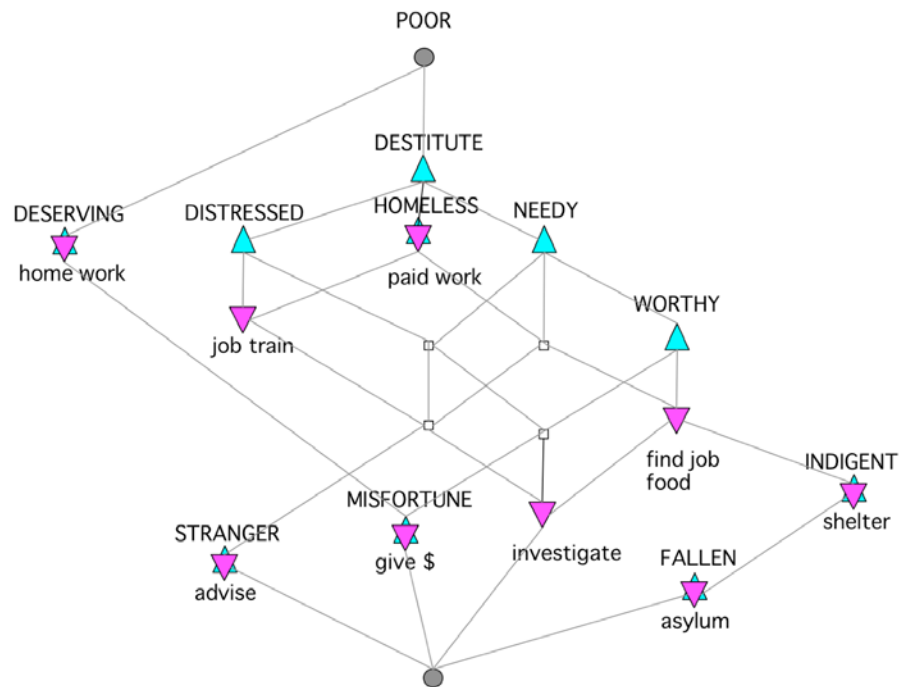 POOR
DESTITUTE
DESERVING
DISTRESSED
HOMELESS
NEEDY
home work
paid work
WORTHY
job train
find job
food
INDIGENT
shelter
MISFORTUNE
give $
STRANGER
advise
investigate
FALLEN
asylum